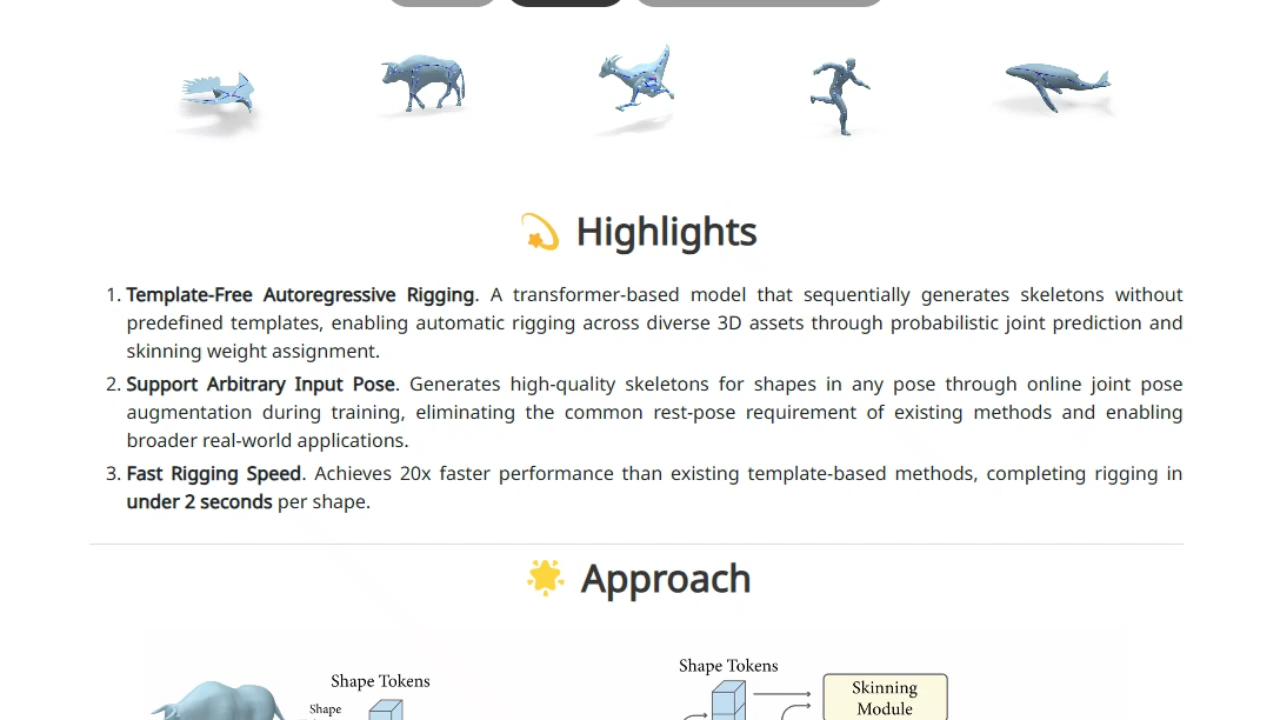 Highlights
1. Template-Free Autoregressive Rigging. A transformer-based model that sequentially generates skeletons without
predefined templates, enabling automatic rigging across diverse 3D assets through probabilistic joint prediction and
skinning weight assignment.
2. Support Arbitrary Input Pose. Generates high-quality skeletons for shapes in any pose through online joint pose
augmentation during training, eliminating the common rest-pose requirement of existing methods and enabling
broader real-world applications.
3. Fast Rigging Speed. Achieves 20x faster performance than existing template-based methods, completing rigging in
under 2 seconds per shape.
Approach
Shape Tokens
Shape
Shape Tokens
Skinning
Module